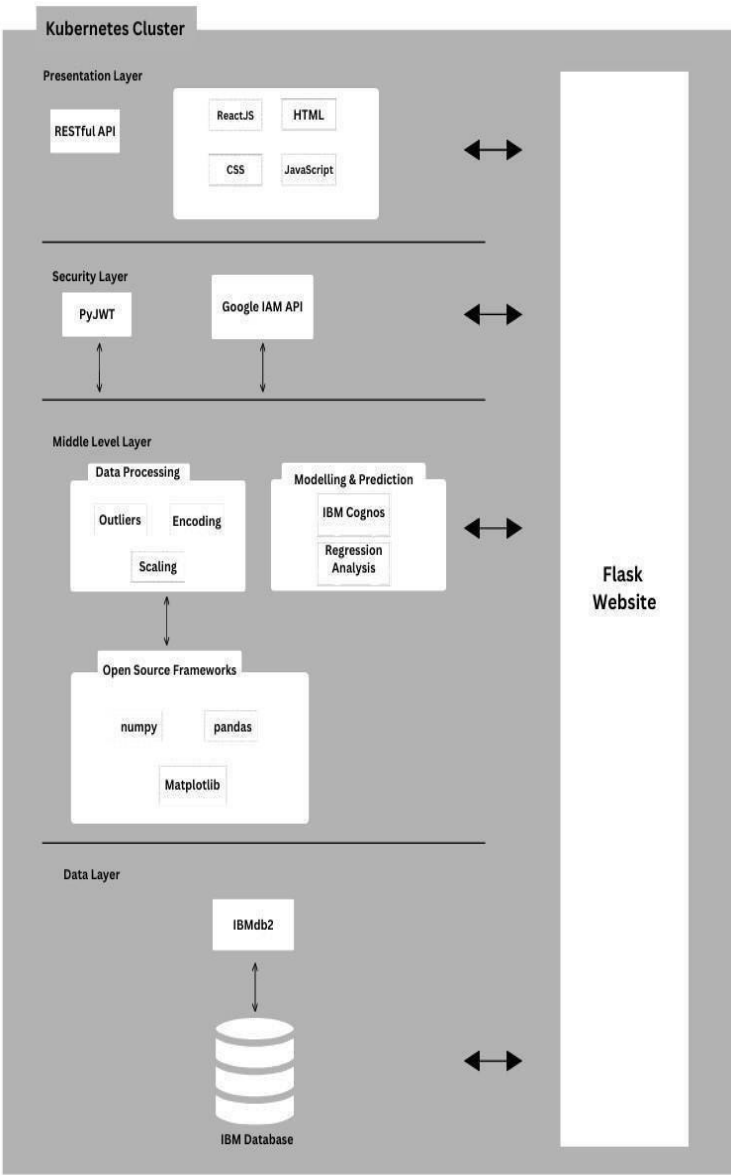 Kubernetes Cluster
Presentation Layer
RESTful API
ReactJS
HTML
CSS
JavaScript
Security Layer
PyJWT
Google IAM API
Middle Level Layer
Data Processing
Outliers
Encoding
Scaling
Modelling & Prediction
IBM Cognos
Regression
Analysis
Open Source Frameworks
numpy
pandas
Matplotlib
Data Layer
IBMdb2
IBM Database
Flask
Website